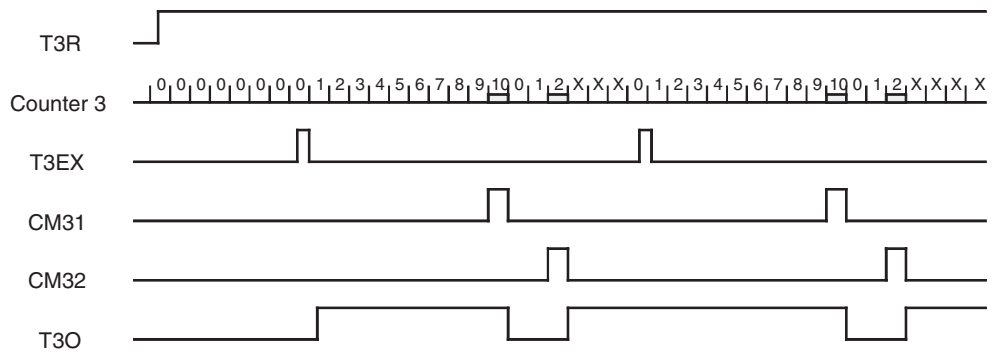 T3R
0 0 0 0 0 0 0 0 1 2 3 4 5 6 7 8 9 10 0 1 2 X X X 0 1 2 3 4 5 6 7 8 9 10 0 1 2 X X X X
Counter 3
T3EX
CM31
CM32
T3O